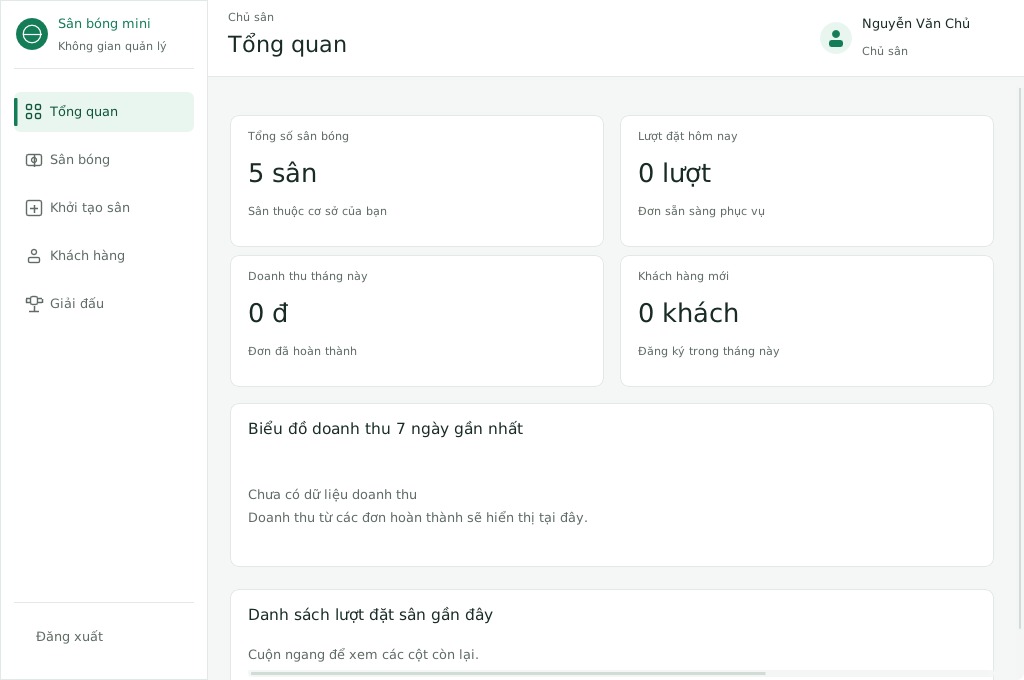 Sân bóng mini
Không gian quản lý
Tổng quan
Sân bóng
Khởi tạo sân
Khách hàng
Giải đấu
Đăng xuất
Chủ sân
Tổng quan
Nguyễn Văn Chủ
Chủ sân
Tổng số sân bóng
5 sân
Sân thuộc cơ sở của bạn
Lượt đặt hôm nay
0 lượt
Đơn sẵn sàng phục vụ
Doanh thu tháng này
0 đ
Đơn đã hoàn thành
Khách hàng mới
0 khách
Đăng ký trong tháng này
Biểu đồ doanh thu 7 ngày gần nhất
Chưa có dữ liệu doanh thu
Doanh thu từ các đơn hoàn thành sẽ hiển thị tại đây.
Danh sách lượt đặt sân gần đây
Cuộn ngang để xem các cột còn lại.